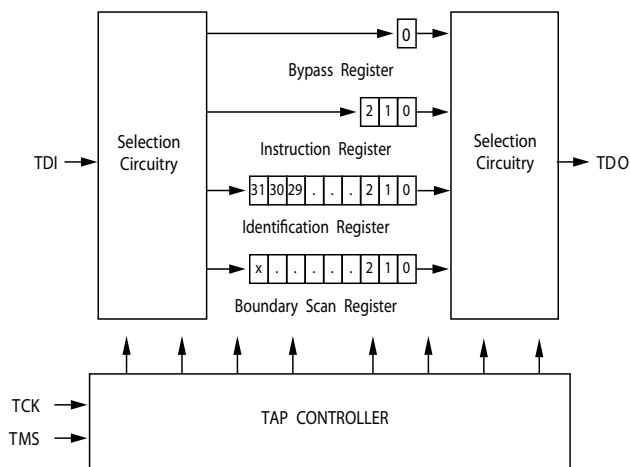 0
Bypass Register
2 1 0
Selection
Circuitry
Instruction Register
Selection
Circuitry
TDI
TDO
31 30 29 . . . 2 1 0
Identification Register
x . . . . . 2 1 0
Boundary Scan Register
TCK
TMS
TAP CONTROLLER